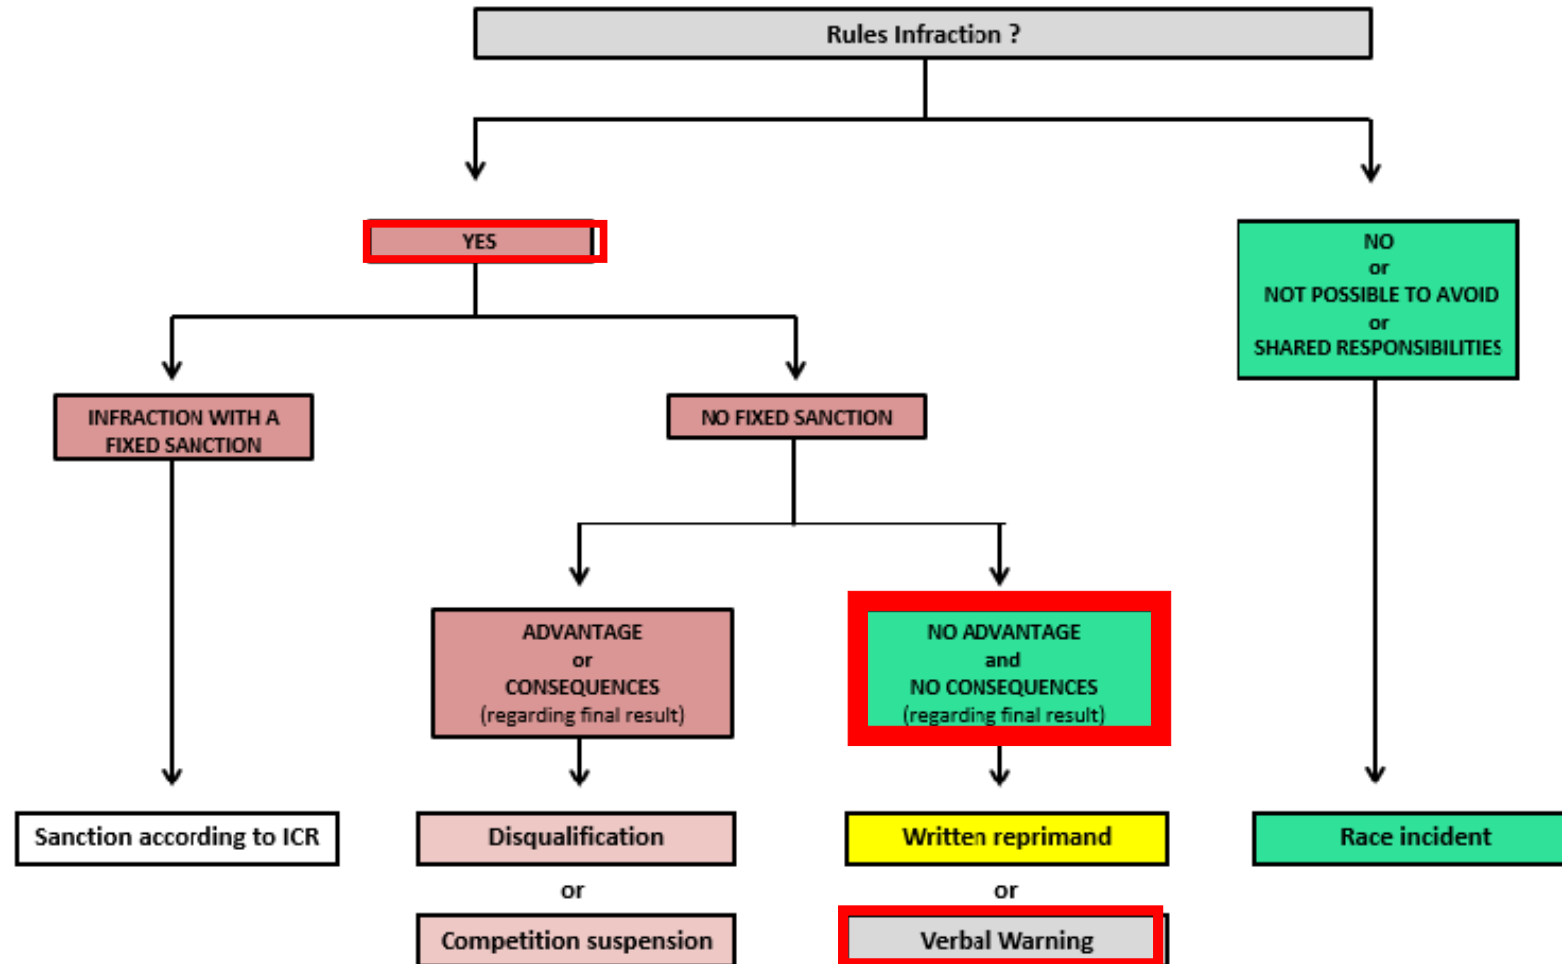 Rules Infraction ?
YES
NO
or
NOT POSSIBLE TO AVOID
or
SHARED RESPONSIBILITIES
INFRACTION WITH A
FIXED SANCTION
NO FIXED SANCTION
ADVANTAGE
or
CONSEQUENCES
(regarding final result)
NO ADVANTAGE
and
NO CONSEQUENCES
(regarding final result)
Sanction according to ICR
Disqualification
or
Competition suspension
Written reprimand
or
Verbal Warning
Race incident